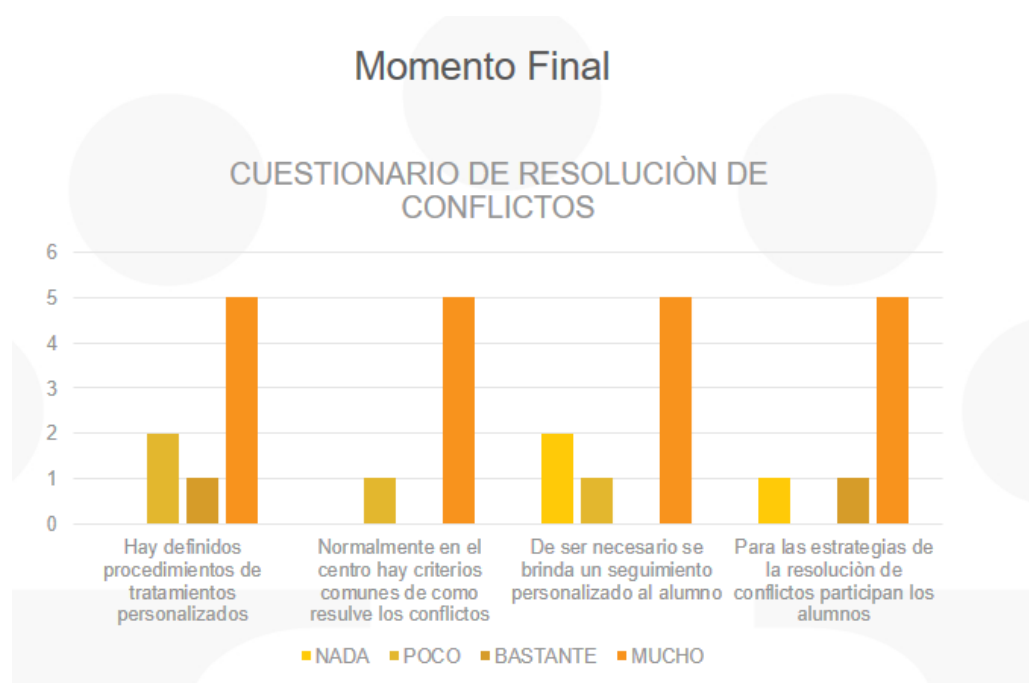 Momento Final
CUESTIONARIO DE RESOLUCIÒN DE
CONFLICTOS
6
5
4
3
2
1
0
Hay definidos
procedimientos de
tratamientos
personalizados
Normalmente en el
centro hay criterios
comunes de como
resulve los conflictos
De ser necesario se
brinda un seguimiento
personalizado al alumno
Para las estrategias de
la resoluciòn de
conflictos participan los
alumnos
NADA POCO BASTANTE MUCHO